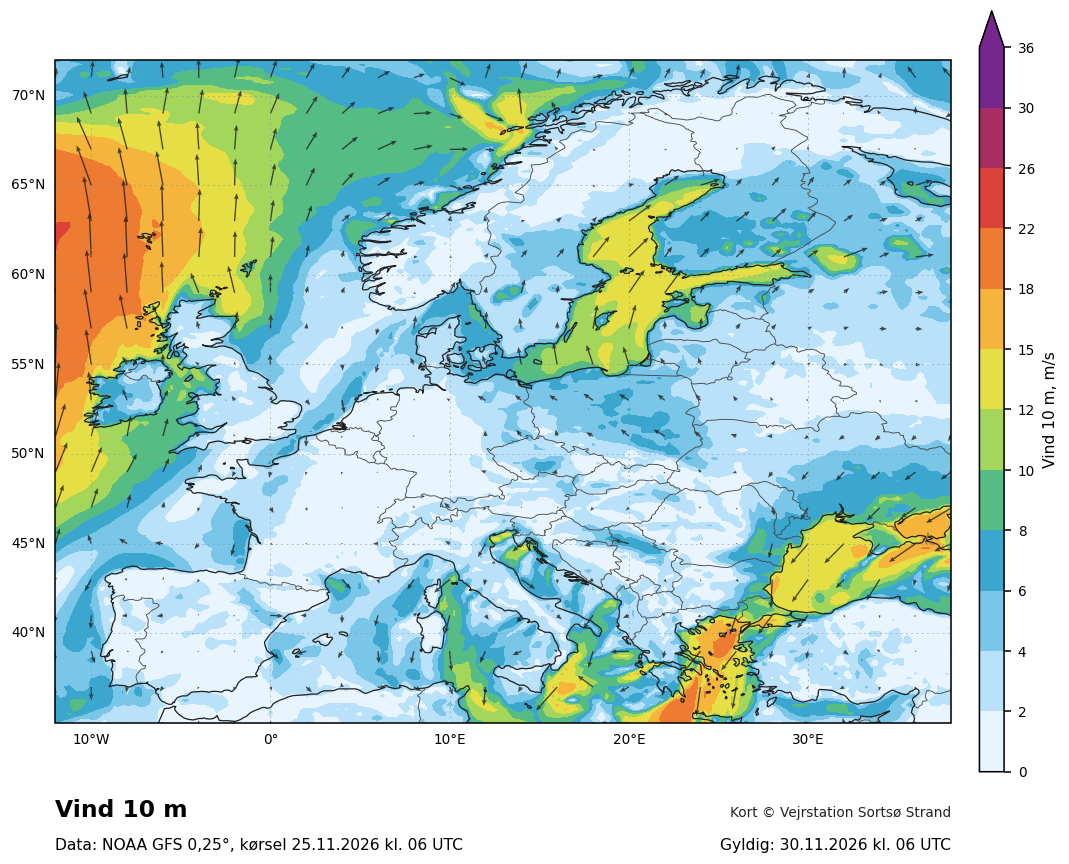 70°N
65°N
60°N
55°N
50°N
45°N
40°N
10°W
0°
10°E
20°E
30°E
36
30
26
22
18
15
12
10
8
6
4
2
0
Vind 10 m, m/s
Vind 10 m
Kort © Vejrstation Sortsø Strand
Data: NOAA GFS 0,25°, kørsel 25.11.2026 kl. 06 UTC
Gyldig: 30.11.2026 kl. 06 UTC